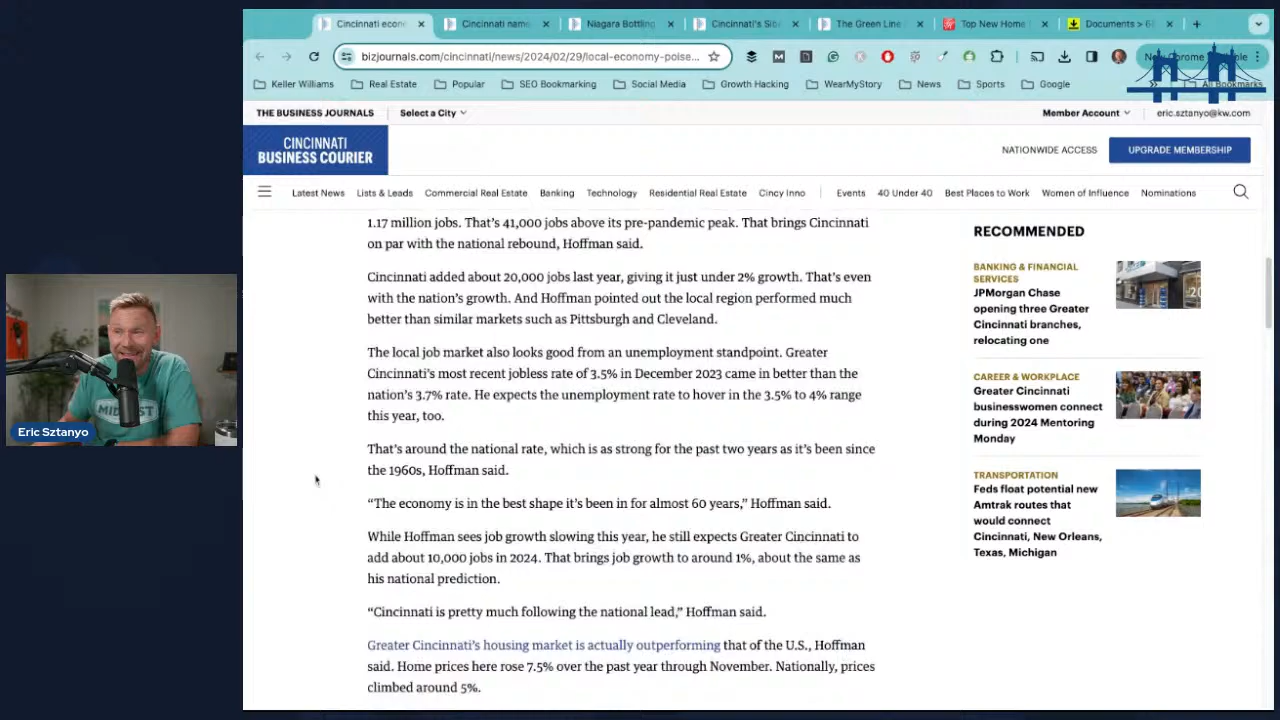 Cincinnati econ
Cincinnati name
Niagara Bottling
Cincinnati's Sib
The Green Line
Top New Home
Documents > 6
bizjournals.com/cincinnati/news/2024/02/29/local-economy-poise...
Keller Williams
Real Estate
Popular
SEO Bookmarking
Social Media
Growth Hacking
WearMyStory
News
Sports
Google
All Bookmarks
THE BUSINESS JOURNALS
Select a City
Member Account
eric.sztanyo@kw.com
CINCINNATI
BUSINESS COURIER
NATIONWIDE ACCESS
UPGRADE MEMBERSHIP
Latest News
Lists & Leads
Commercial Real Estate
Banking
Technology
Residential Real Estate
Cincy Inno
Events
40 Under 40
Best Places to Work
Women of Influence
Nominations
1.17 million jobs. That’s 41,000 jobs above its pre-pandemic peak. That brings Cincinnati
on par with the national rebound, Hoffman said.
Cincinnati added about 20,000 jobs last year, giving it just under 2% growth. That’s even
with the nation’s growth. And Hoffman pointed out the local region performed much
better than similar markets such as Pittsburgh and Cleveland.
The local job market also looks good from an unemployment standpoint. Greater
Cincinnati’s most recent jobless rate of 3.5% in December 2023 came in better than the
nation’s 3.7% rate. He expects the unemployment rate to hover in the 3.5% to 4% range
this year, too.
That’s around the national rate, which is as strong for the past two years as it’s been since
the 1960s, Hoffman said.
“The economy is in the best shape it’s been in for almost 60 years,” Hoffman said.
While Hoffman sees job growth slowing this year, he still expects Greater Cincinnati to
add about 10,000 jobs in 2024. That brings job growth to around 1%, about the same as
his national prediction.
“Cincinnati is pretty much following the national lead,” Hoffman said.
Greater Cincinnati’s housing market is actually outperforming that of the U.S., Hoffman
said. Home prices here rose 7.5% over the past year through November. Nationally, prices
climbed around 5%.
RECOMMENDED
BANKING & FINANCIAL
SERVICES
JPMorgan Chase
opening three Greater
Cincinnati branches,
relocating one
CAREER & WORKPLACE
Greater Cincinnati
businesswomen connect
during 2024 Mentoring
Monday
TRANSPORTATION
Feds float potential new
Amtrak routes that
would connect
Cincinnati, New Orleans,
Texas, Michigan
Eric Sztanyo